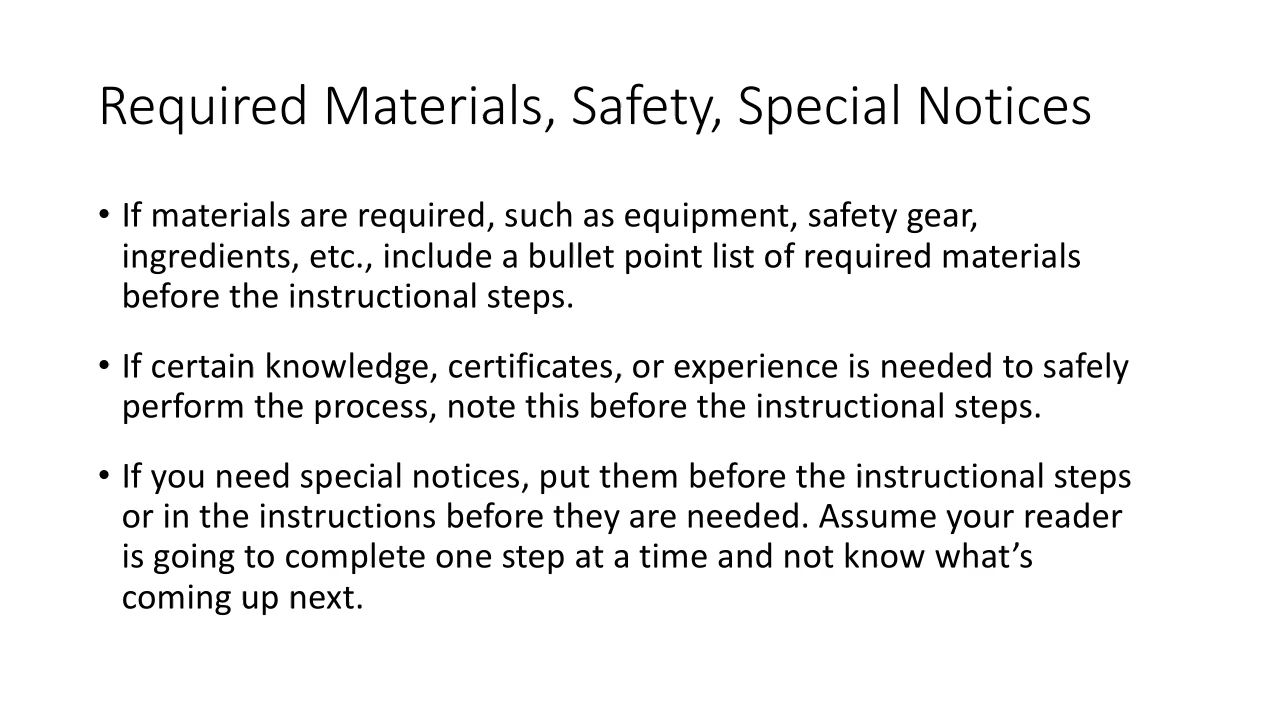 Required Materials, Safety, Special Notices
• If materials are required, such as equipment, safety gear,
ingredients, etc., include a bullet point list of required materials
before the instructional steps.
• If certain knowledge, certificates, or experience is needed to safely
perform the process, note this before the instructional steps.
• If you need special notices, put them before the instructional steps
or in the instructions before they are needed. Assume your reader
is going to complete one step at a time and not know what’s
coming up next.